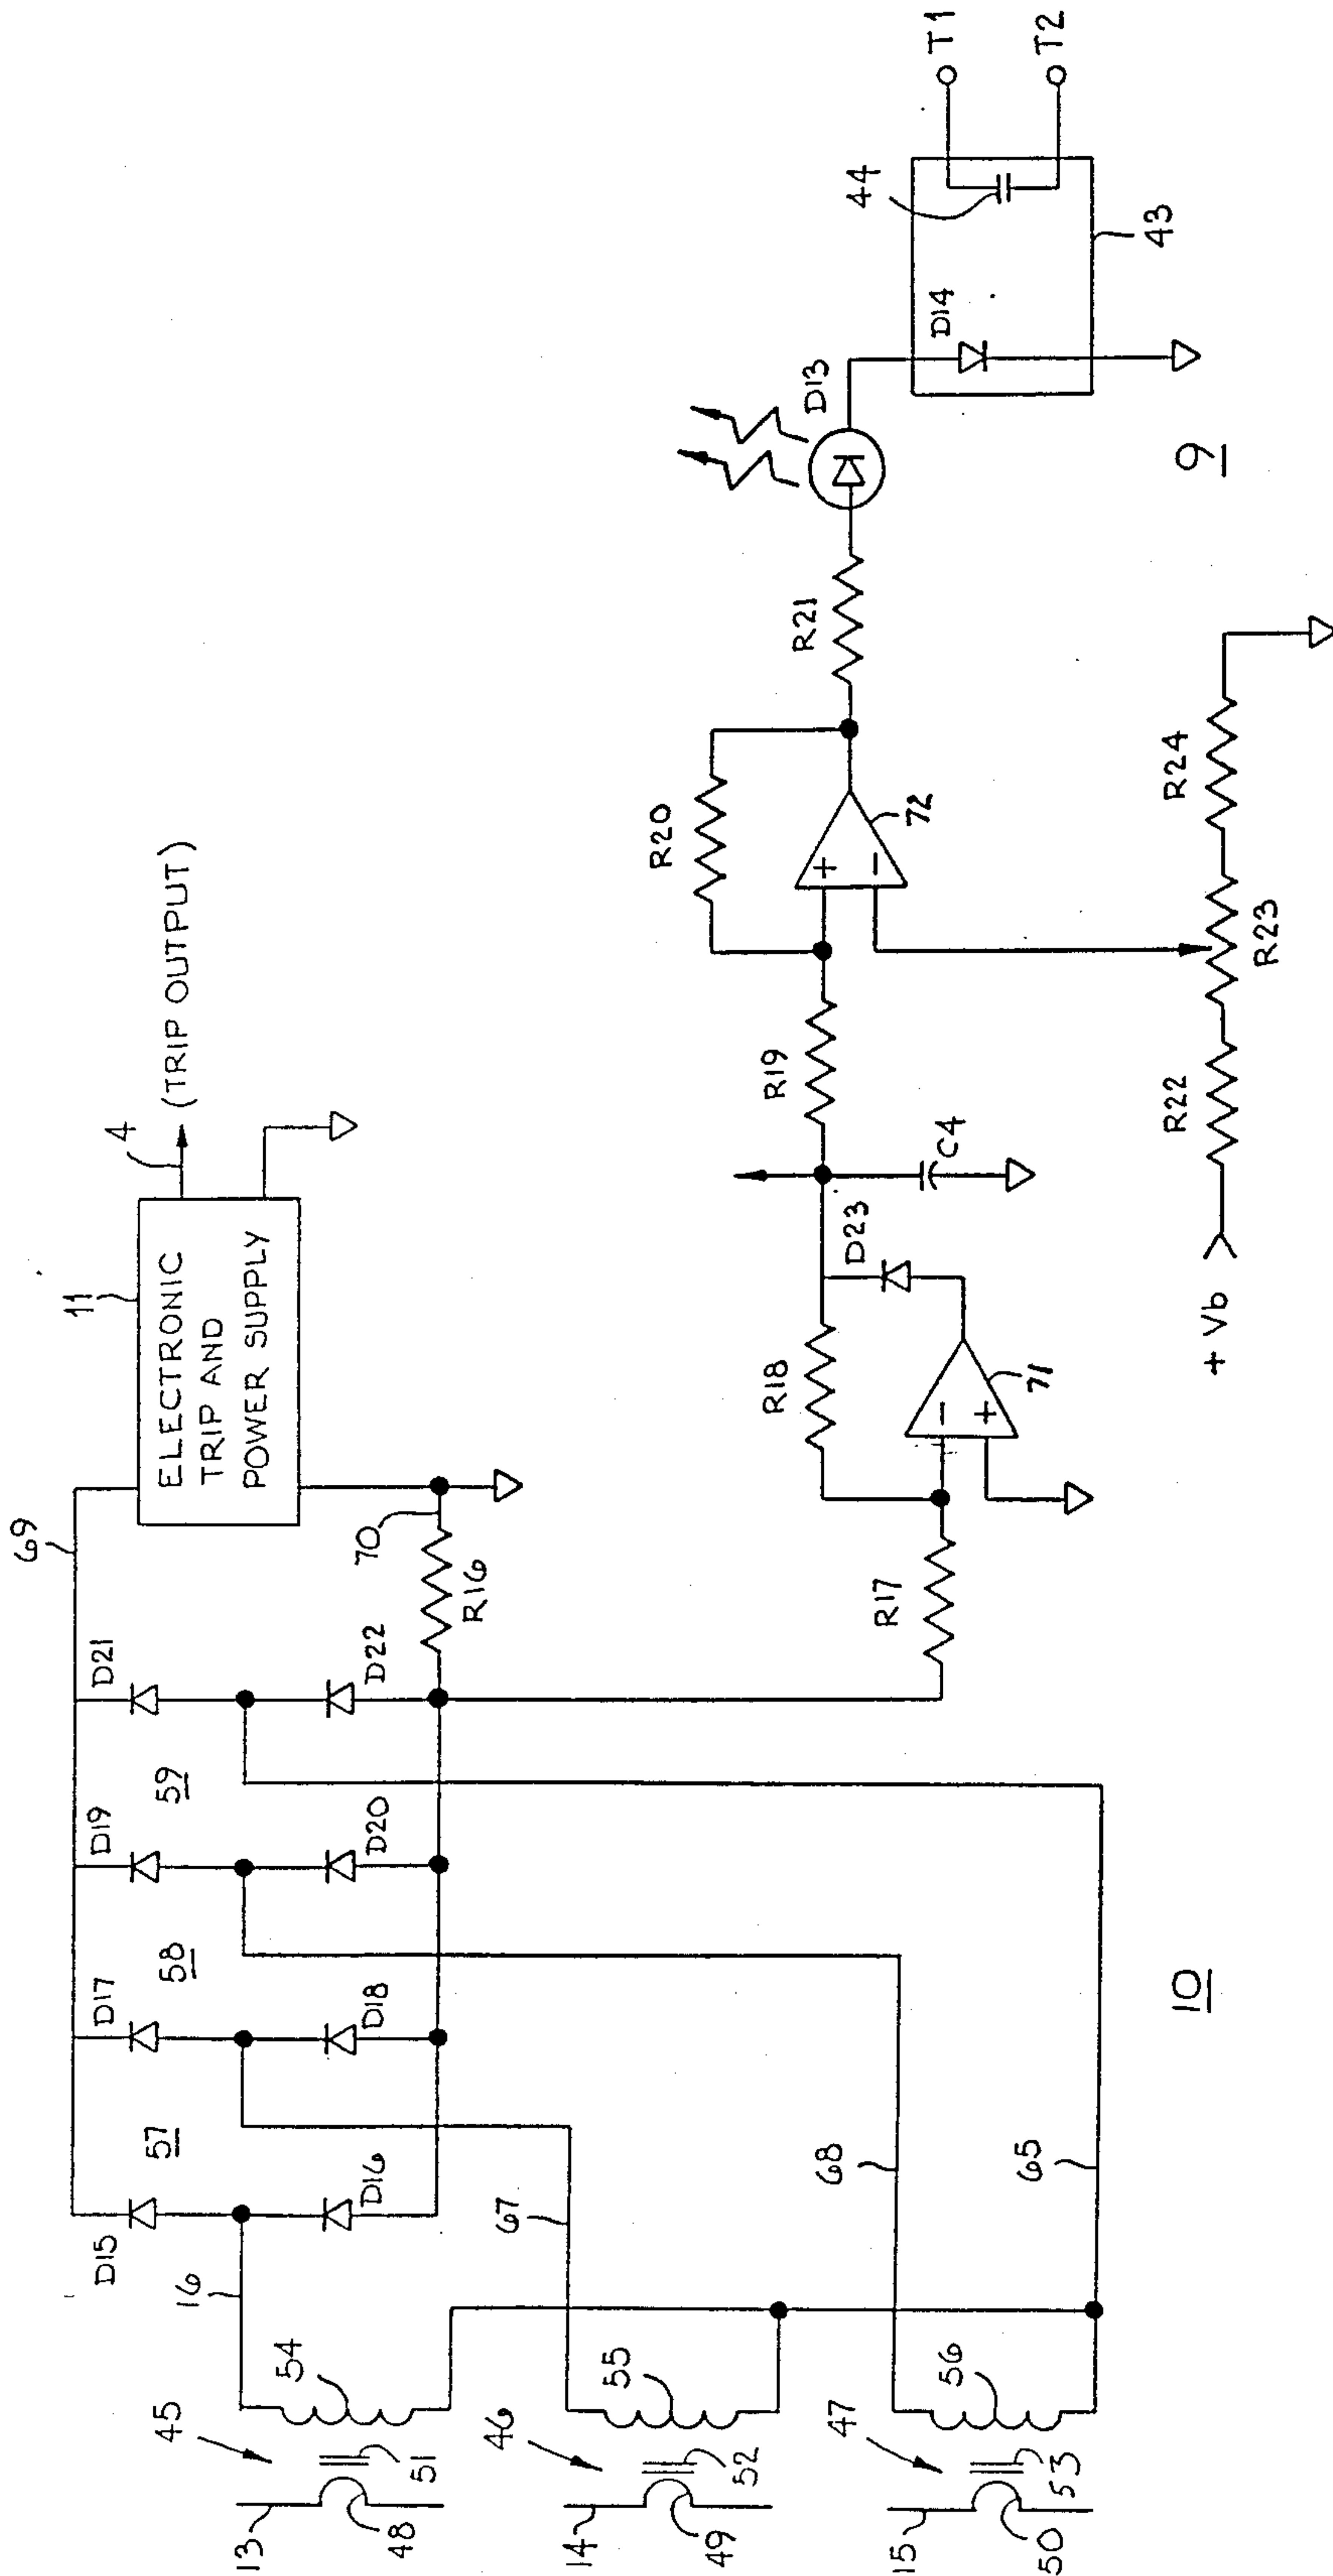 11
ELECTRONIC
TRIP AND
POWER SUPPLY
4
(TRIP OUTPUT)
69
70
R16
D21
D22
59
D19
D20
58
D17
D18
57
D15
D16
16
67
68
65
45
54
13
51
48
46
55
14
52
49
47
56
15
53
50
10
R17
R18
71
−
+
D23
C4
R19
R20
72
+
−
R21
D13
D14
44
43
T1
T2
9
+ Vb
R22
R23
R24